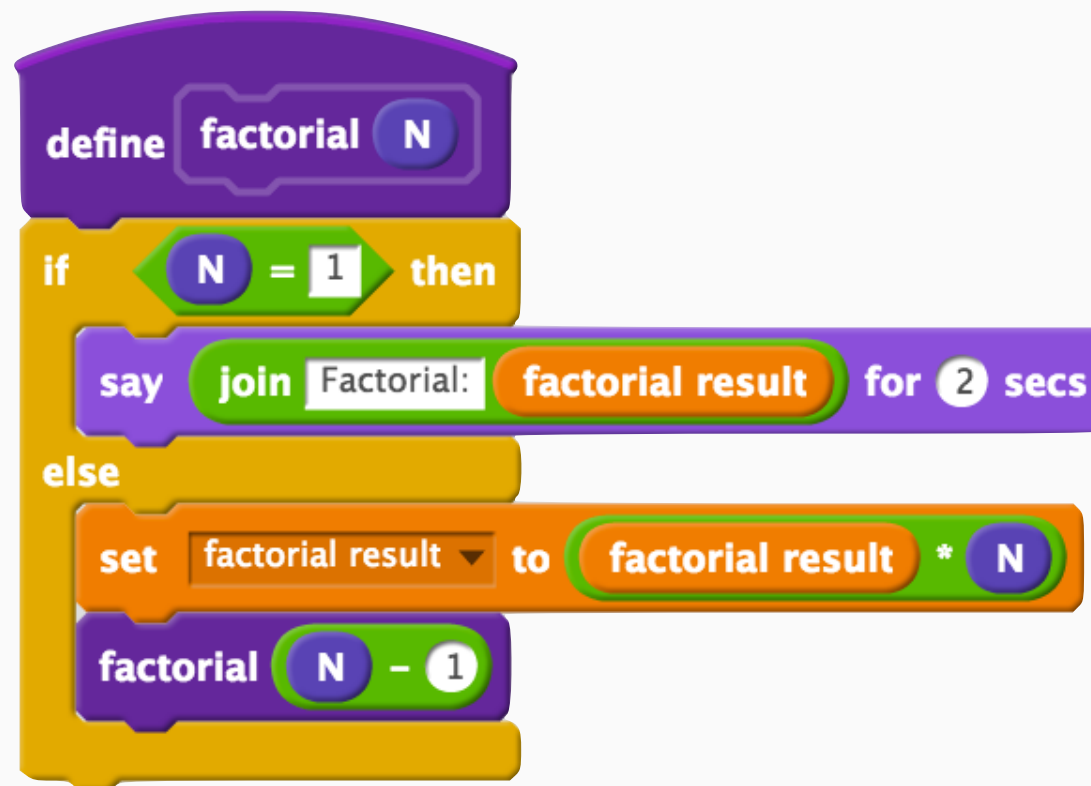 define factorial N
if N = 1 then
say join Factorial: factorial result for 2 secs
else
set factorial result to factorial result * N
factorial N - 1